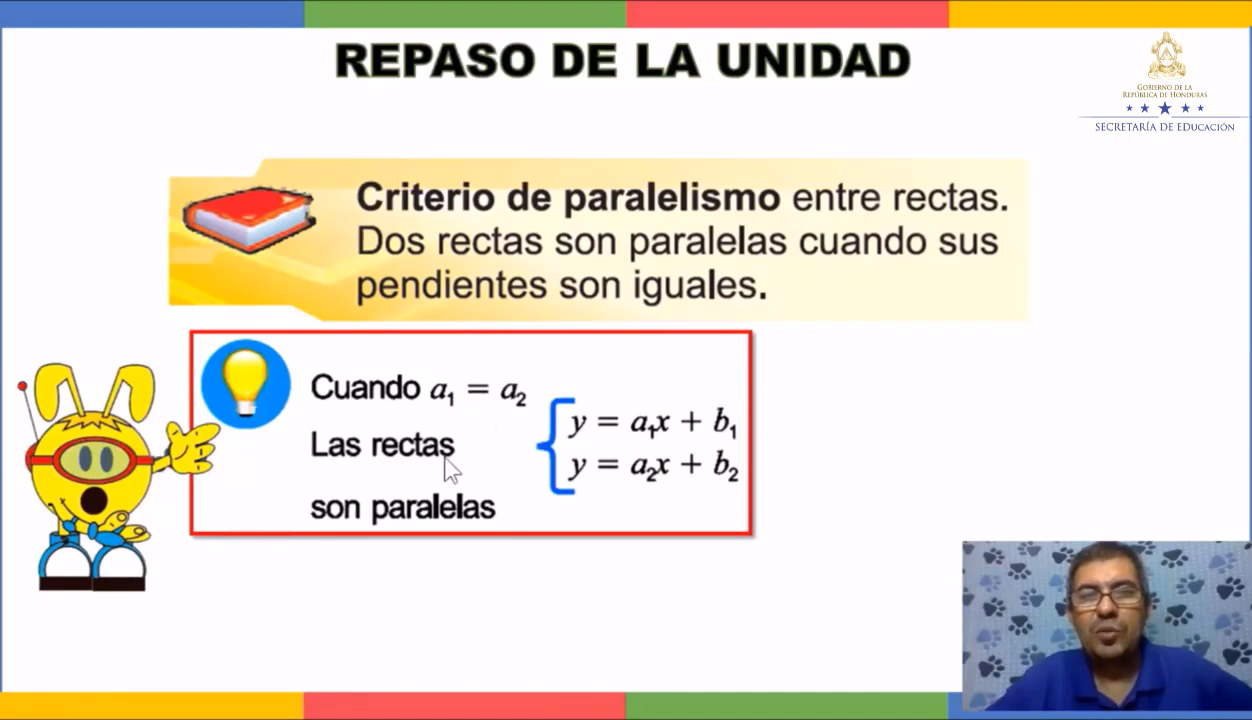 REPASO DE LA UNIDAD
GOBIERNO DE LA
REPÚBLICA DE HONDURAS
SECRETARÍA DE EDUCACIÓN
Criterio de paralelismo entre rectas.
Dos rectas son paralelas cuando sus
pendientes son iguales.
Cuando a₁ = a₂
Las rectas
son paralelas
y = a₁x + b₁
y = a₂x + b₂